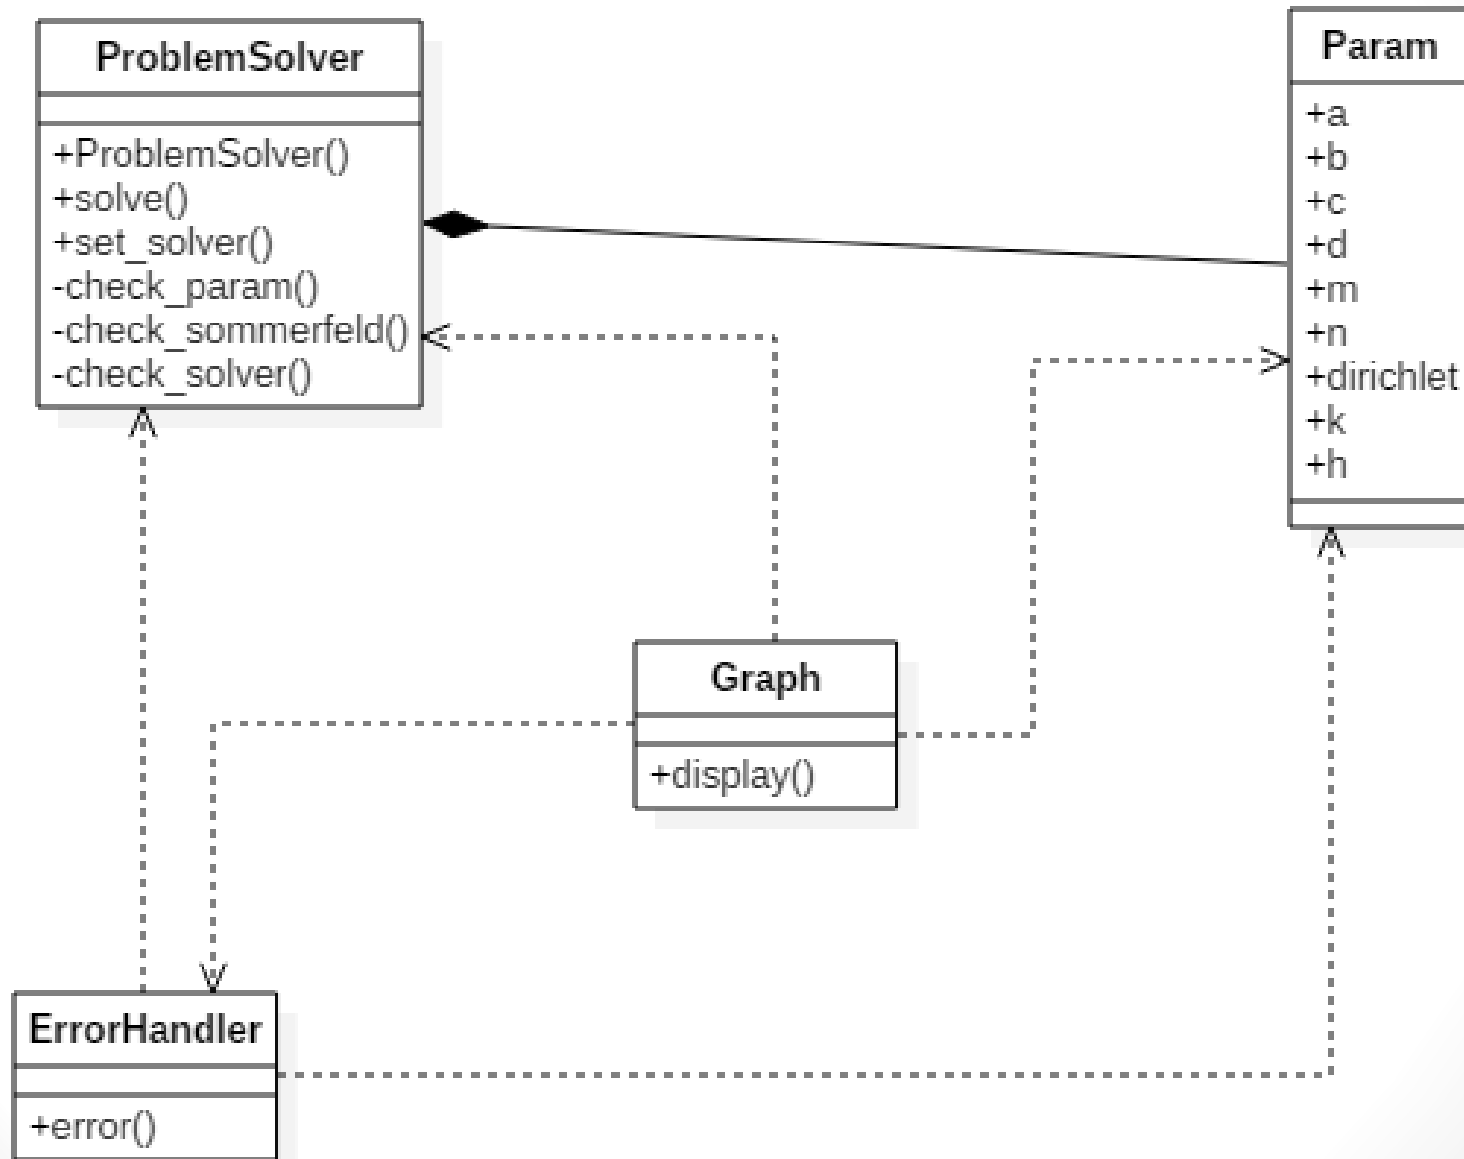 ProblemSolver
+ProblemSolver()
+solve()
+set_solver()
-check_param()
-check_sommerfeld()
-check_solver()
Param
+a
+b
+c
+d
+m
+n
+dirichlet
+k
+h
Graph
+display()
ErrorHandler
+error()